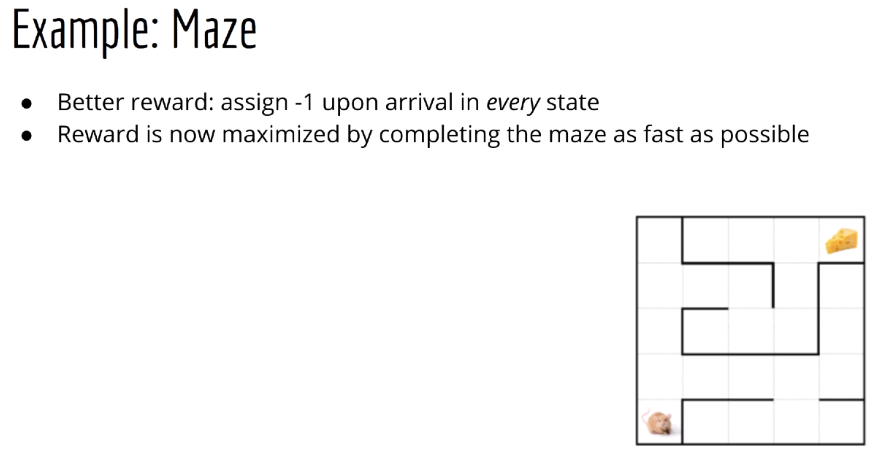 Example: Maze
● Better reward: assign -1 upon arrival in every state
● Reward is now maximized by completing the maze as fast as possible